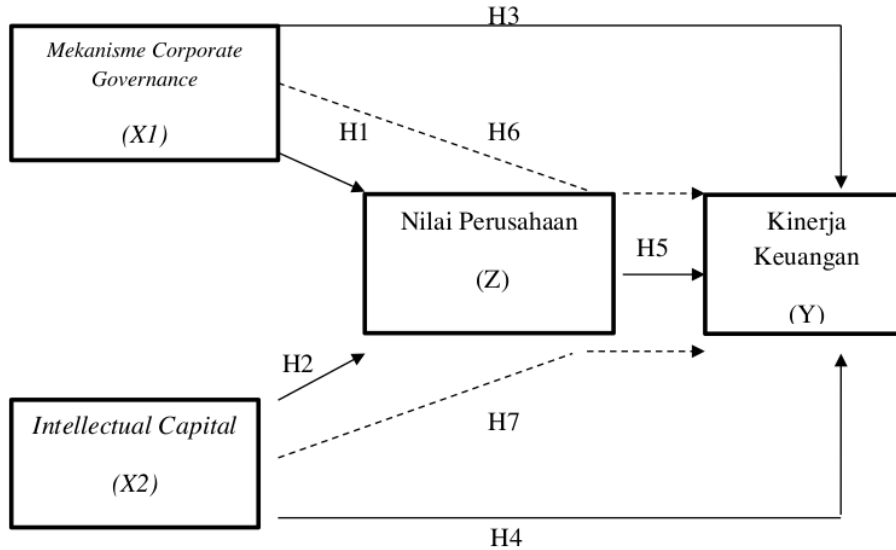 H3
Mekanisme Corporate
Governance
(X1)
H1
H6
Nilai Perusahaan
(Z)
H5
Kinerja
Keuangan
(Y)
H2
Intellectual Capital
(X2)
H7
H4